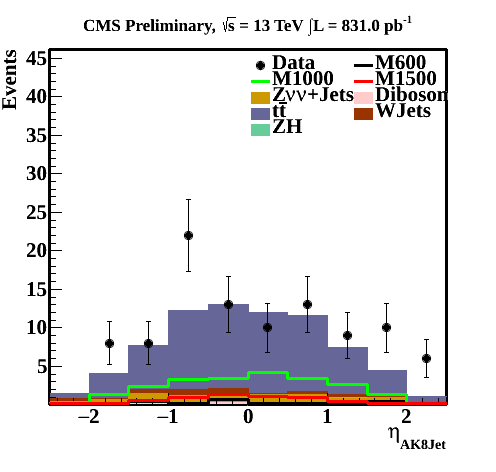 CMS Preliminary, √s = 13 TeV ∫L = 831.0 pb⁻¹
Events
Data
M600
M1000
M1500
Zνν+Jets
Diboson
tt̄
WJets
ZH
45
40
35
30
25
20
15
10
5
−2 −1 0 1 2
η_AK8Jet